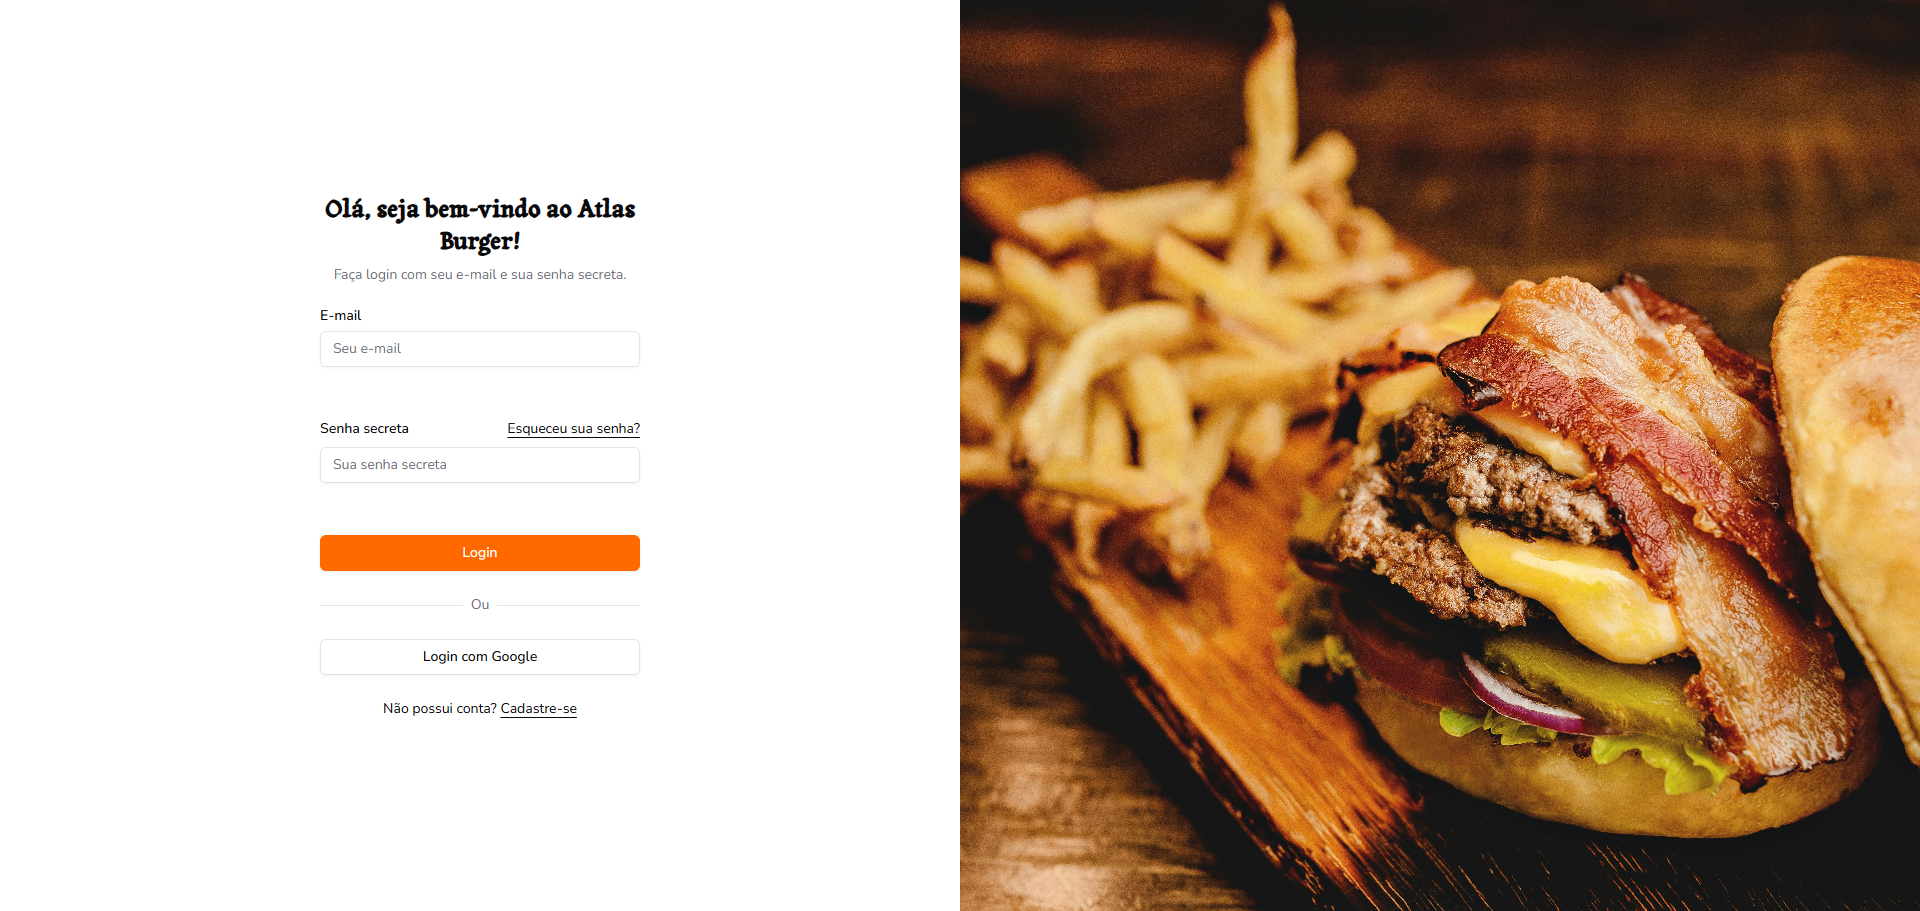 Olá, seja bem-vindo ao Atlas
Burger!
Faça login com seu e-mail e sua senha secreta.
E-mail
Seu e-mail
Senha secreta
Esqueceu sua senha?
Sua senha secreta
Login
Ou
Login com Google
Não possui conta? Cadastre-se